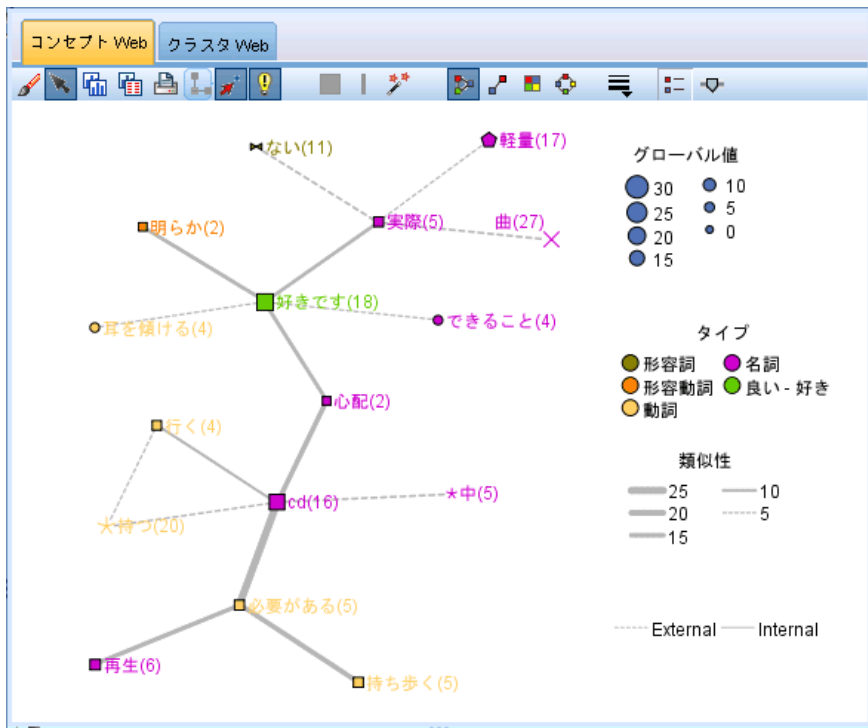 コンセプト Web
クラスタ Web
ない(11)
軽量(17)
実際(5)
曲(27)
明らか(2)
好きです(18)
耳を傾ける(4)
できること(4)
心配(2)
行く(4)
cd(16)
中(5)
持つ(20)
必要がある(5)
再生(6)
持ち歩く(5)
グローバル値
30 10
25 5
20 0
15
タイプ
形容詞 名詞
形容動詞 良い - 好き
動詞
類似性
25 10
20 5
15
External Internal